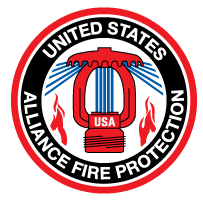 UNITED STATES
USA
ALLIANCE FIRE PROTECTION